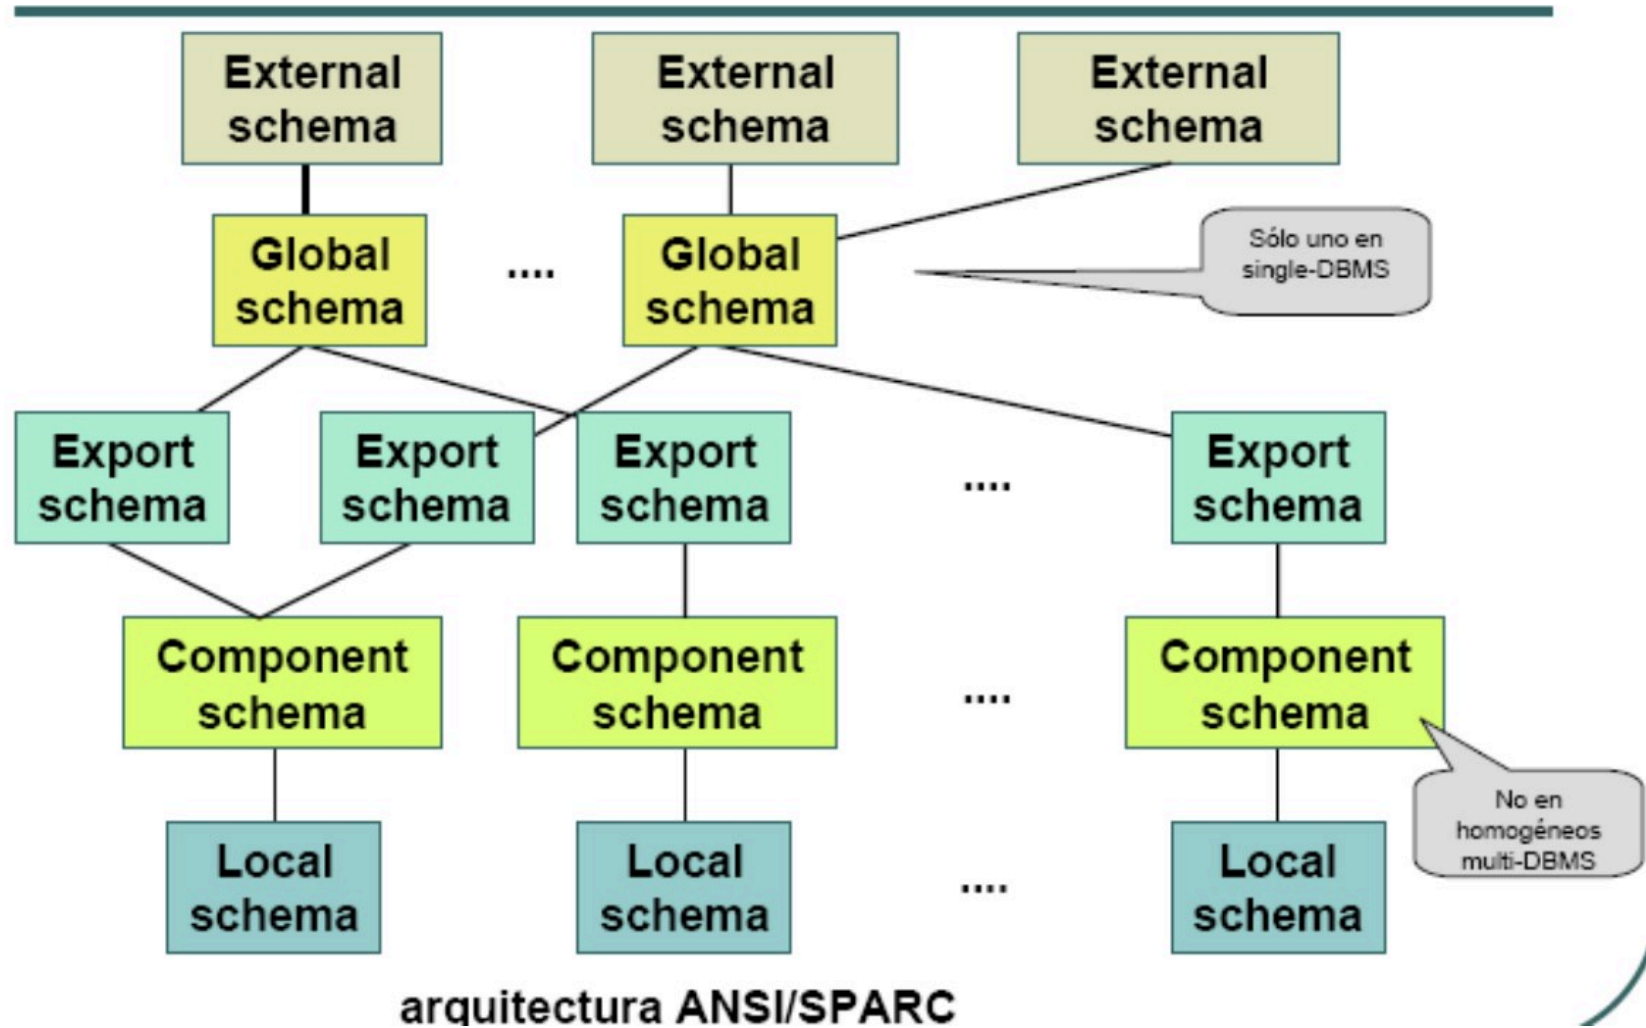 External
schema
External
schema
External
schema
Global
schema
....
Global
schema
Sólo uno en
single-DBMS
Export
schema
Export
schema
Export
schema
....
Export
schema
Component
schema
Component
schema
....
Component
schema
No en
homogéneos
multi-DBMS
Local
schema
Local
schema
....
Local
schema
arquitectura ANSI/SPARC